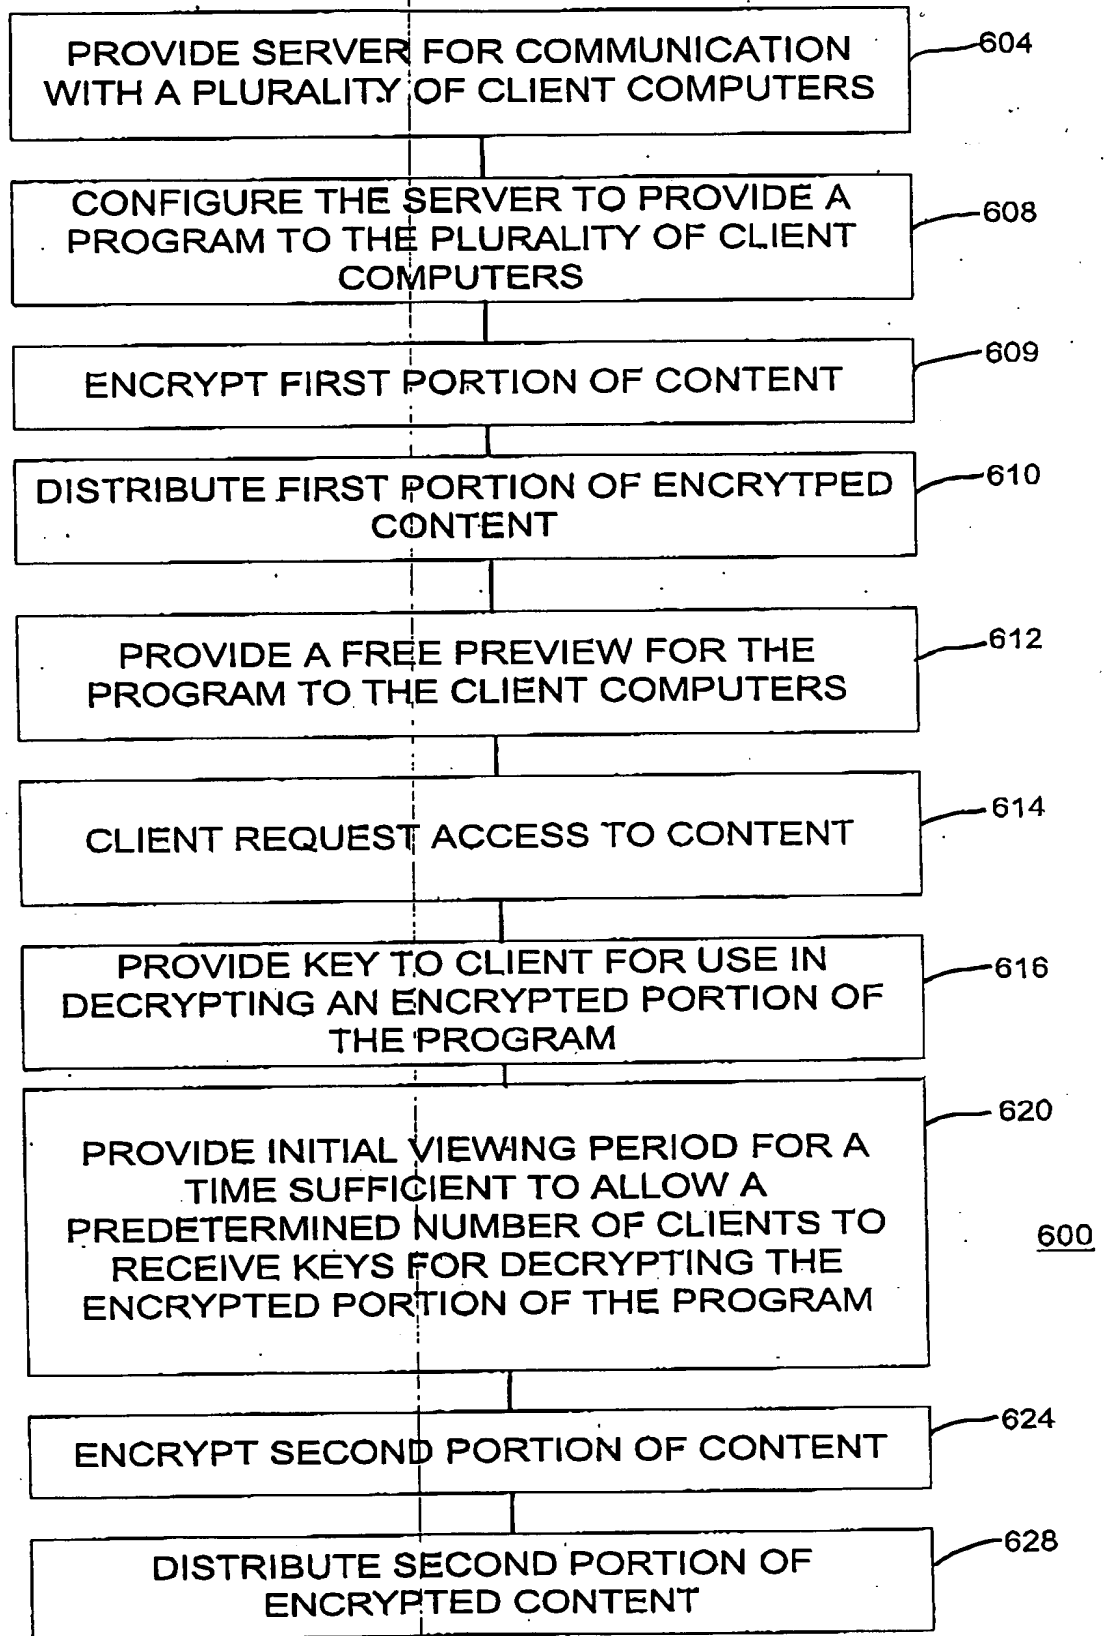 PROVIDE SERVER FOR COMMUNICATION
WITH A PLURALITY OF CLIENT COMPUTERS
604
CONFIGURE THE SERVER TO PROVIDE A
PROGRAM TO THE PLURALITY OF CLIENT
COMPUTERS
608
ENCRYPT FIRST PORTION OF CONTENT
609
DISTRIBUTE FIRST PORTION OF ENCRYTPED
CONTENT
610
PROVIDE A FREE PREVIEW FOR THE
PROGRAM TO THE CLIENT COMPUTERS
612
CLIENT REQUEST ACCESS TO CONTENT
614
PROVIDE KEY TO CLIENT FOR USE IN
DECRYPTING AN ENCRYPTED PORTION OF
THE PROGRAM
616
PROVIDE INITIAL VIEWING PERIOD FOR A
TIME SUFFICIENT TO ALLOW A
PREDETERMINED NUMBER OF CLIENTS TO
RECEIVE KEYS FOR DECRYPTING THE
ENCRYPTED PORTION OF THE PROGRAM
620
600
ENCRYPT SECOND PORTION OF CONTENT
624
DISTRIBUTE SECOND PORTION OF
ENCRYPTED CONTENT
628